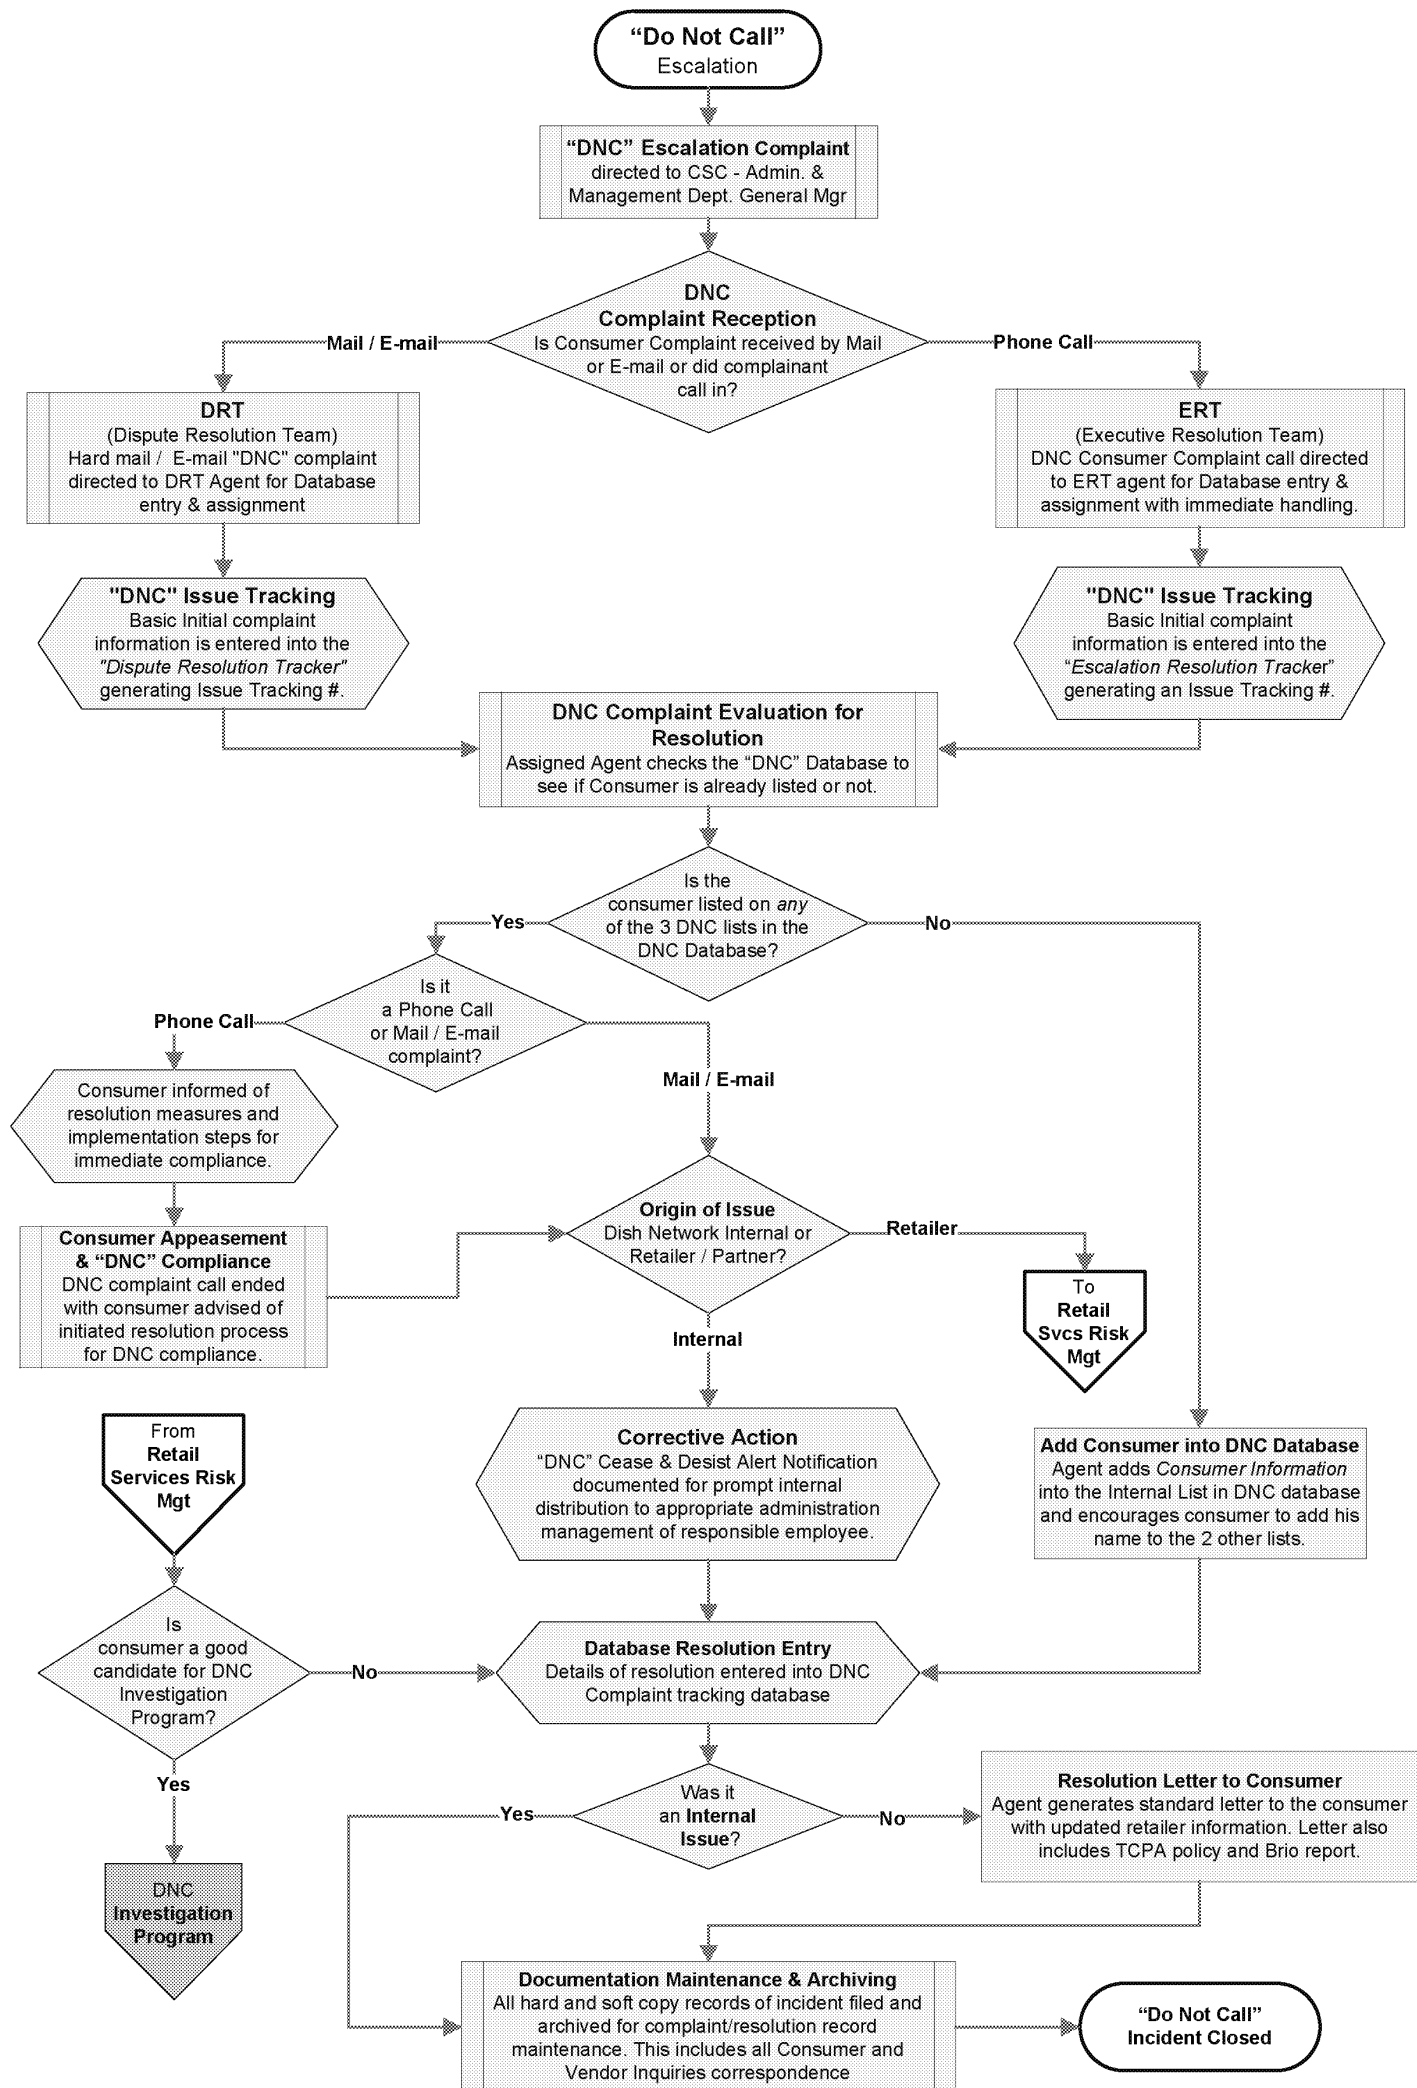 “Do Not Call”
Escalation
“DNC” Escalation Complaint
directed to CSC - Admin. &
Management Dept. General Mgr
DNC
Complaint Reception
Is Consumer Complaint received by Mail
or E-mail or did complainant
call in?
Mail / E-mail
Phone Call
DRT
(Dispute Resolution Team)
Hard mail / E-mail "DNC" complaint
directed to DRT Agent for Database
entry & assignment
ERT
(Executive Resolution Team)
DNC Consumer Complaint call directed
to ERT agent for Database entry &
assignment with immediate handling.
"DNC" Issue Tracking
Basic Initial complaint
information is entered into the
"Dispute Resolution Tracker"
generating Issue Tracking #.
"DNC" Issue Tracking
Basic Initial complaint
information is entered into the
“Escalation Resolution Tracker”
generating an Issue Tracking #.
DNC Complaint Evaluation for
Resolution
Assigned Agent checks the “DNC” Database to
see if Consumer is already listed or not.
Is the
consumer listed on any
of the 3 DNC lists in the
DNC Database?
Yes
No
Is it
a Phone Call
or Mail / E-mail
complaint?
Phone Call
Mail / E-mail
Consumer informed of
resolution measures and
implementation steps for
immediate compliance.
Consumer Appeasement
& “DNC” Compliance
DNC complaint call ended
with consumer advised of
initiated resolution process
for DNC compliance.
Origin of Issue
Dish Network Internal or
Retailer / Partner?
Retailer
Internal
To
Retail
Svcs Risk
Mgt
From
Retail
Services Risk
Mgt
Corrective Action
“DNC” Cease & Desist Alert Notification
documented for prompt internal
distribution to appropriate administration
management of responsible employee.
Add Consumer into DNC Database
Agent adds Consumer Information
into the Internal List in DNC database
and encourages consumer to add his
name to the 2 other lists.
Is
consumer a good
candidate for DNC
Investigation
Program?
No
Yes
Database Resolution Entry
Details of resolution entered into DNC
Complaint tracking database
Was it
an Internal
Issue?
Yes
No
Resolution Letter to Consumer
Agent generates standard letter to the consumer
with updated retailer information. Letter also
includes TCPA policy and Brio report.
DNC
Investigation
Program
Documentation Maintenance & Archiving
All hard and soft copy records of incident filed and
archived for complaint/resolution record
maintenance. This includes all Consumer and
Vendor Inquiries correspondence
“Do Not Call”
Incident Closed